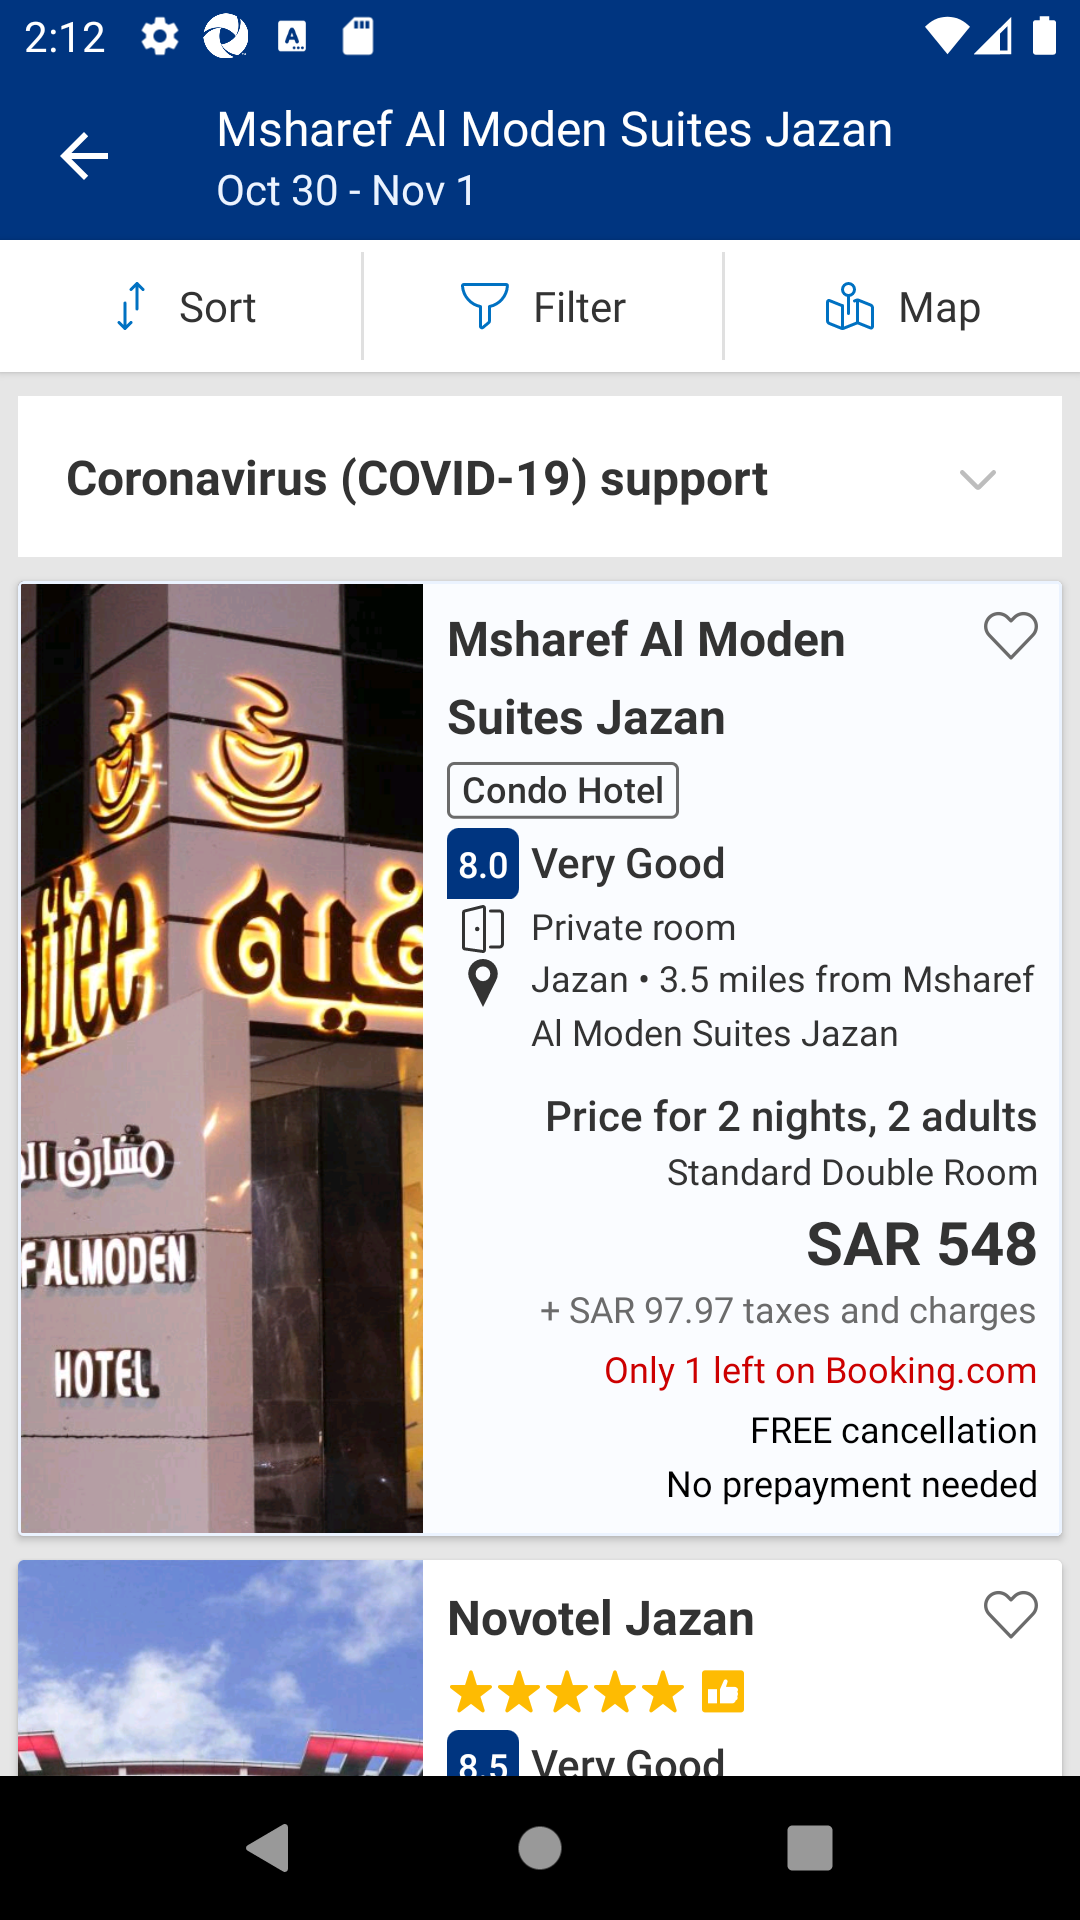 2:12
Msharef Al Moden Suites Jazan
Oct 30 - Nov 1
Sort
Filter
Map
Coronavirus (COVID-19) support
Msharef Al Moden
Suites Jazan
Condo Hotel
8.0 Very Good
Private room
Jazan • 3.5 miles from Msharef
Al Moden Suites Jazan
Price for 2 nights, 2 adults
Standard Double Room
SAR 548
+ SAR 97.97 taxes and charges
Only 1 left on Booking.com
FREE cancellation
No prepayment needed
ffee
مشارق ال
F ALMODEN
HOTEL
Novotel Jazan
8.5 Very Good